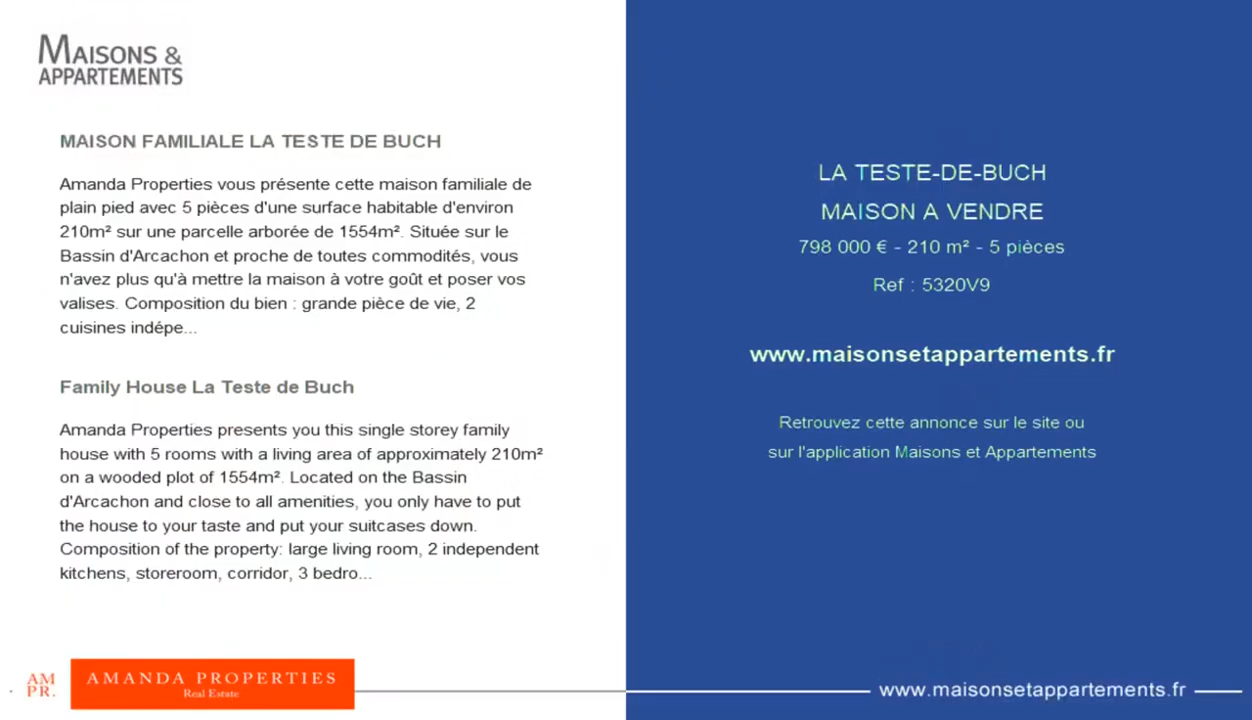 MAISONS &
APPARTEMENTS
MAISON FAMILIALE LA TESTE DE BUCH
Amanda Properties vous présente cette maison familiale de
plain pied avec 5 pièces d'une surface habitable d'environ
210m² sur une parcelle arborée de 1554m². Située sur le
Bassin d'Arcachon et proche de toutes commodités, vous
n'avez plus qu'à mettre la maison à votre goût et poser vos
valises. Composition du bien : grande pièce de vie, 2
cuisines indépe...
Family House La Teste de Buch
Amanda Properties presents you this single storey family
house with 5 rooms with a living area of approximately 210m²
on a wooded plot of 1554m². Located on the Bassin
d'Arcachon and close to all amenities, you only have to put
the house to your taste and put your suitcases down.
Composition of the property: large living room, 2 independent
kitchens, storeroom, corridor, 3 bedro...
AM
PR.
AMANDA PROPERTIES
Real Estate
LA TESTE-DE-BUCH
MAISON A VENDRE
798 000 € - 210 m² - 5 pièces
Ref : 5320V9
www.maisonsetappartements.fr
Retrouvez cette annonce sur le site ou
sur l'application Maisons et Appartements
www.maisonsetappartements.fr